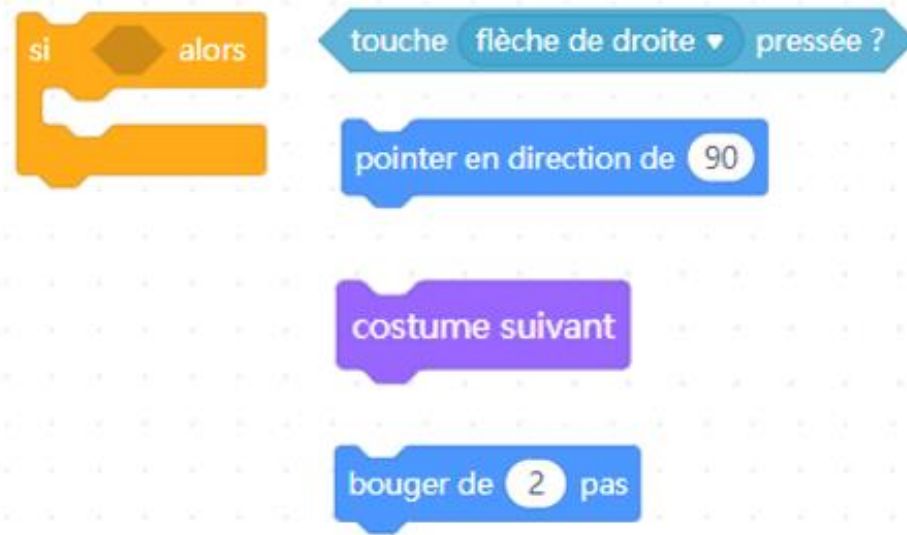 si alors
touche flèche de droite ▾ pressée ?
pointer en direction de 90
costume suivant
bouger de 2 pas